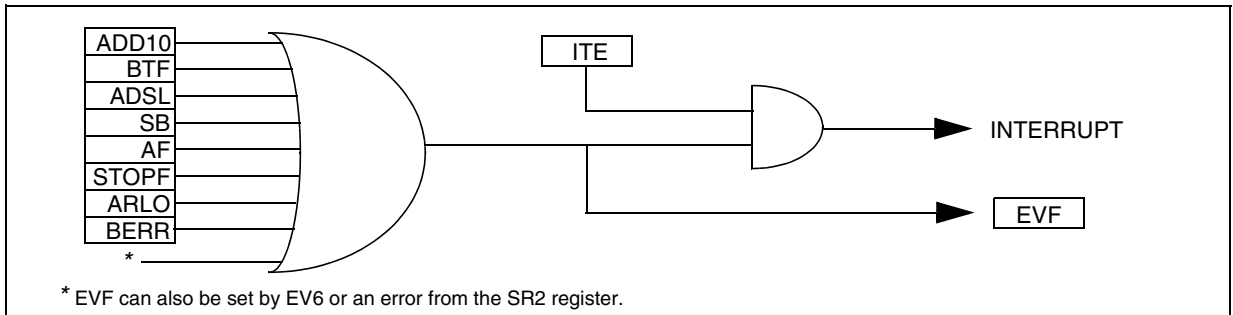 ADD10
BTF
ADSL
SB
AF
STOPF
ARLO
BERR
*
ITE
INTERRUPT
EVF
* EVF can also be set by EV6 or an error from the SR2 register.